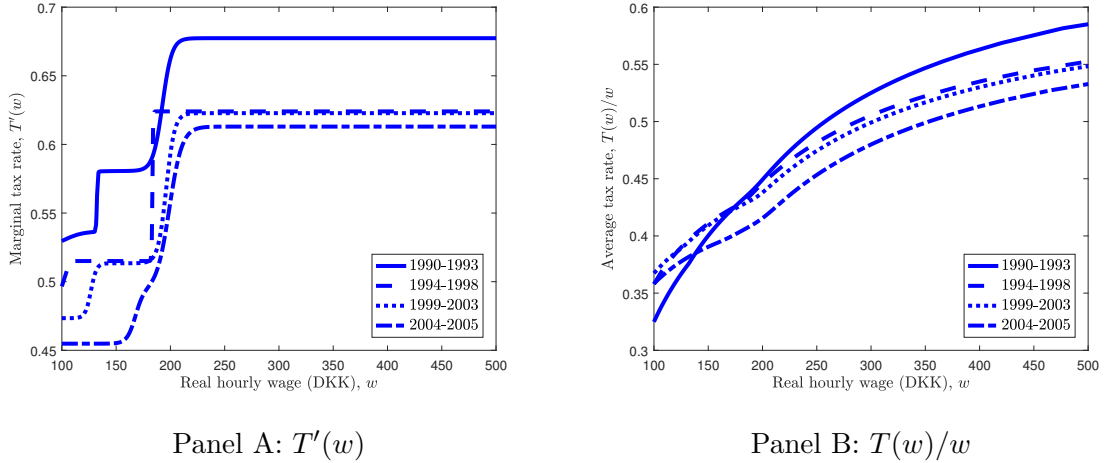 0.7
0.65
0.6
0.55
0.5
0.45
Marginal tax rate, T′(w)
100 150 200 250 300 350 400 450 500
Real hourly wage (DKK), w
1990-1993
1994-1998
1999-2003
2004-2005
Panel A: T′(w)
0.6
0.55
0.5
0.45
0.4
0.35
0.3
Average tax rate, T(w)/w
100 150 200 250 300 350 400 450 500
Real hourly wage (DKK), w
1990-1993
1994-1998
1999-2003
2004-2005
Panel B: T(w)/w